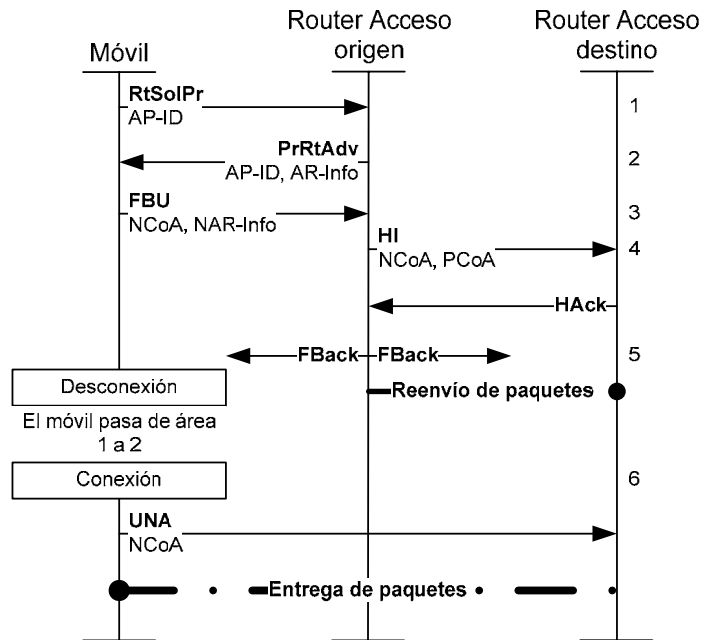 Móvil
Router Acceso
origen
Router Acceso
destino
RtSolPr
AP-ID
1
PrRtAdv
AP-ID, AR-Info
2
FBU
NCoA, NAR-Info
3
HI
NCoA, PCoA
4
HAck
FBack
FBack
5
Desconexión
Reenvío de paquetes
El móvil pasa de área
1 a 2
Conexión
6
UNA
NCoA
Entrega de paquetes